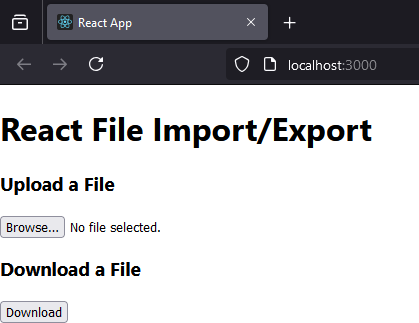 React App
localhost:3000
React File Import/Export
Upload a File
Browse... No file selected.
Download a File
Download